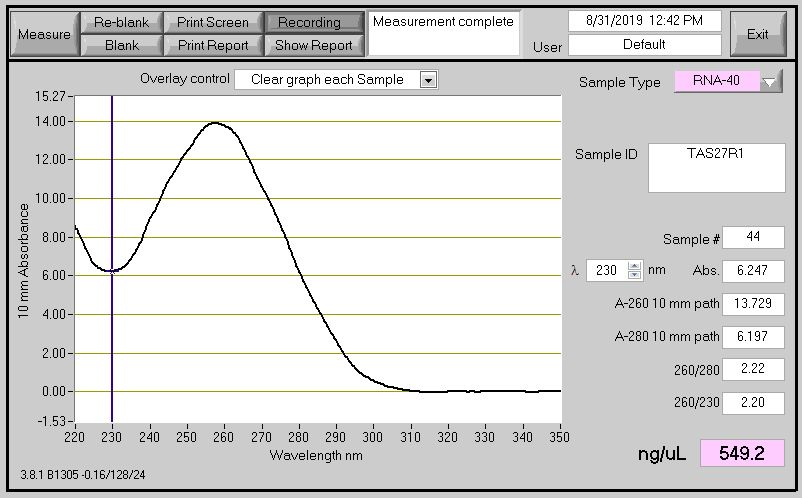 Measure
Re-blank
Print Screen
Recording
Blank
Print Report
Show Report
Measurement complete
8/31/2019 12:42 PM
User
Default
Exit
Overlay control
Clear graph each Sample
Sample Type
RNA-40
Sample ID
TAS27R1
Sample #
44
λ 230 nm
Abs. 6.247
A-260 10 mm path 13.729
A-280 10 mm path 6.197
260/280 2.22
260/230 2.20
ng/uL 549.2
10 mm Absorbance
15.27
14.00
12.00
10.00
8.00
6.00
4.00
2.00
0.00
-1.53
220 230 240 250 260 270 280 290 300 310 320 330 340 350
Wavelength nm
3.8.1 B1305 -0.16/128/24